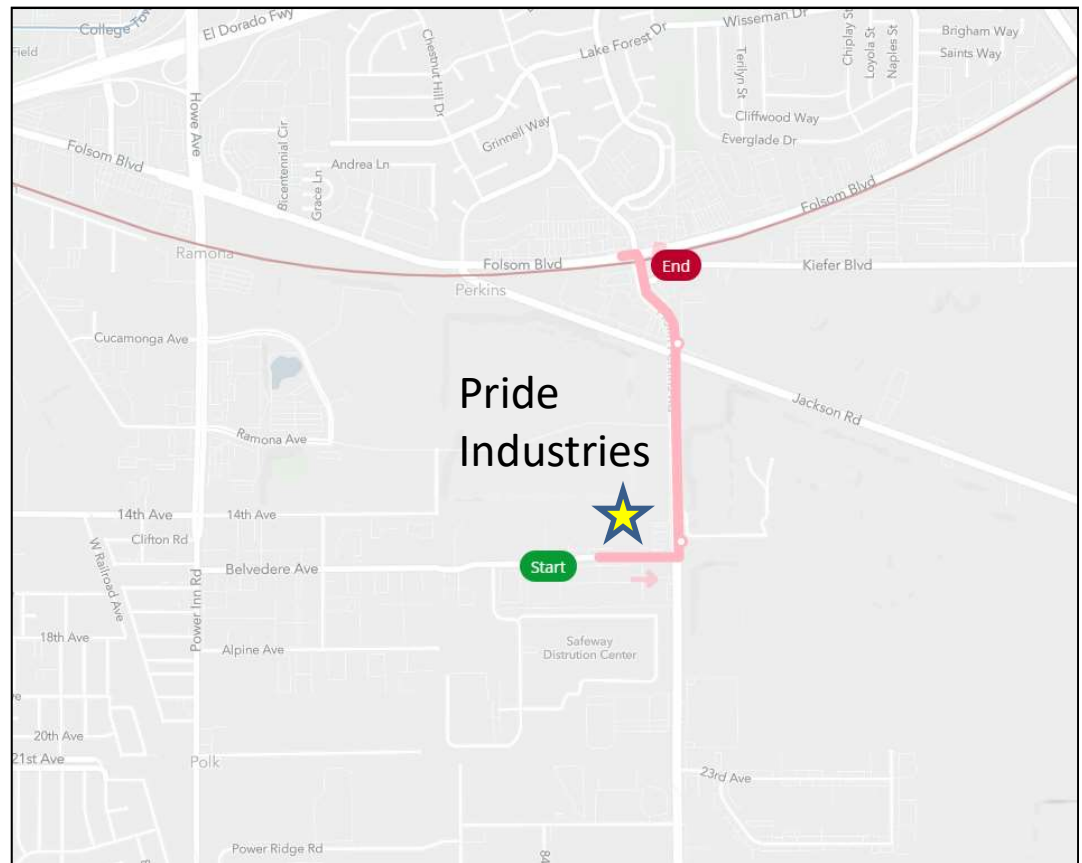 College Tow
El Dorado Fwy
Field
Howe Ave
Chestnut Hill Dr
Lake Forest Dr
Wisseman Dr
Terilyn St
Chiplay St
Loyola St
Naples St
Brigham Way
Saints Way
Cliffwood Way
Everglade Dr
Grinnell Way
Folsom Blvd
Bicentennial Cir
Grace Ln
Andrea Ln
Folsom Blvd
Ramona
Folsom Blvd
End
Kiefer Blvd
Perkins
Cucamonga Ave
Jackson Rd
Pride
Industries
Ramona Ave
14th Ave
14th Ave
Clifton Rd
W Railroad Ave
Power Inn Rd
Belvedere Ave
Start
18th Ave
Alpine Ave
Safeway
Distrution Center
20th Ave
21st Ave
Polk
23rd Ave
Power Ridge Rd
84